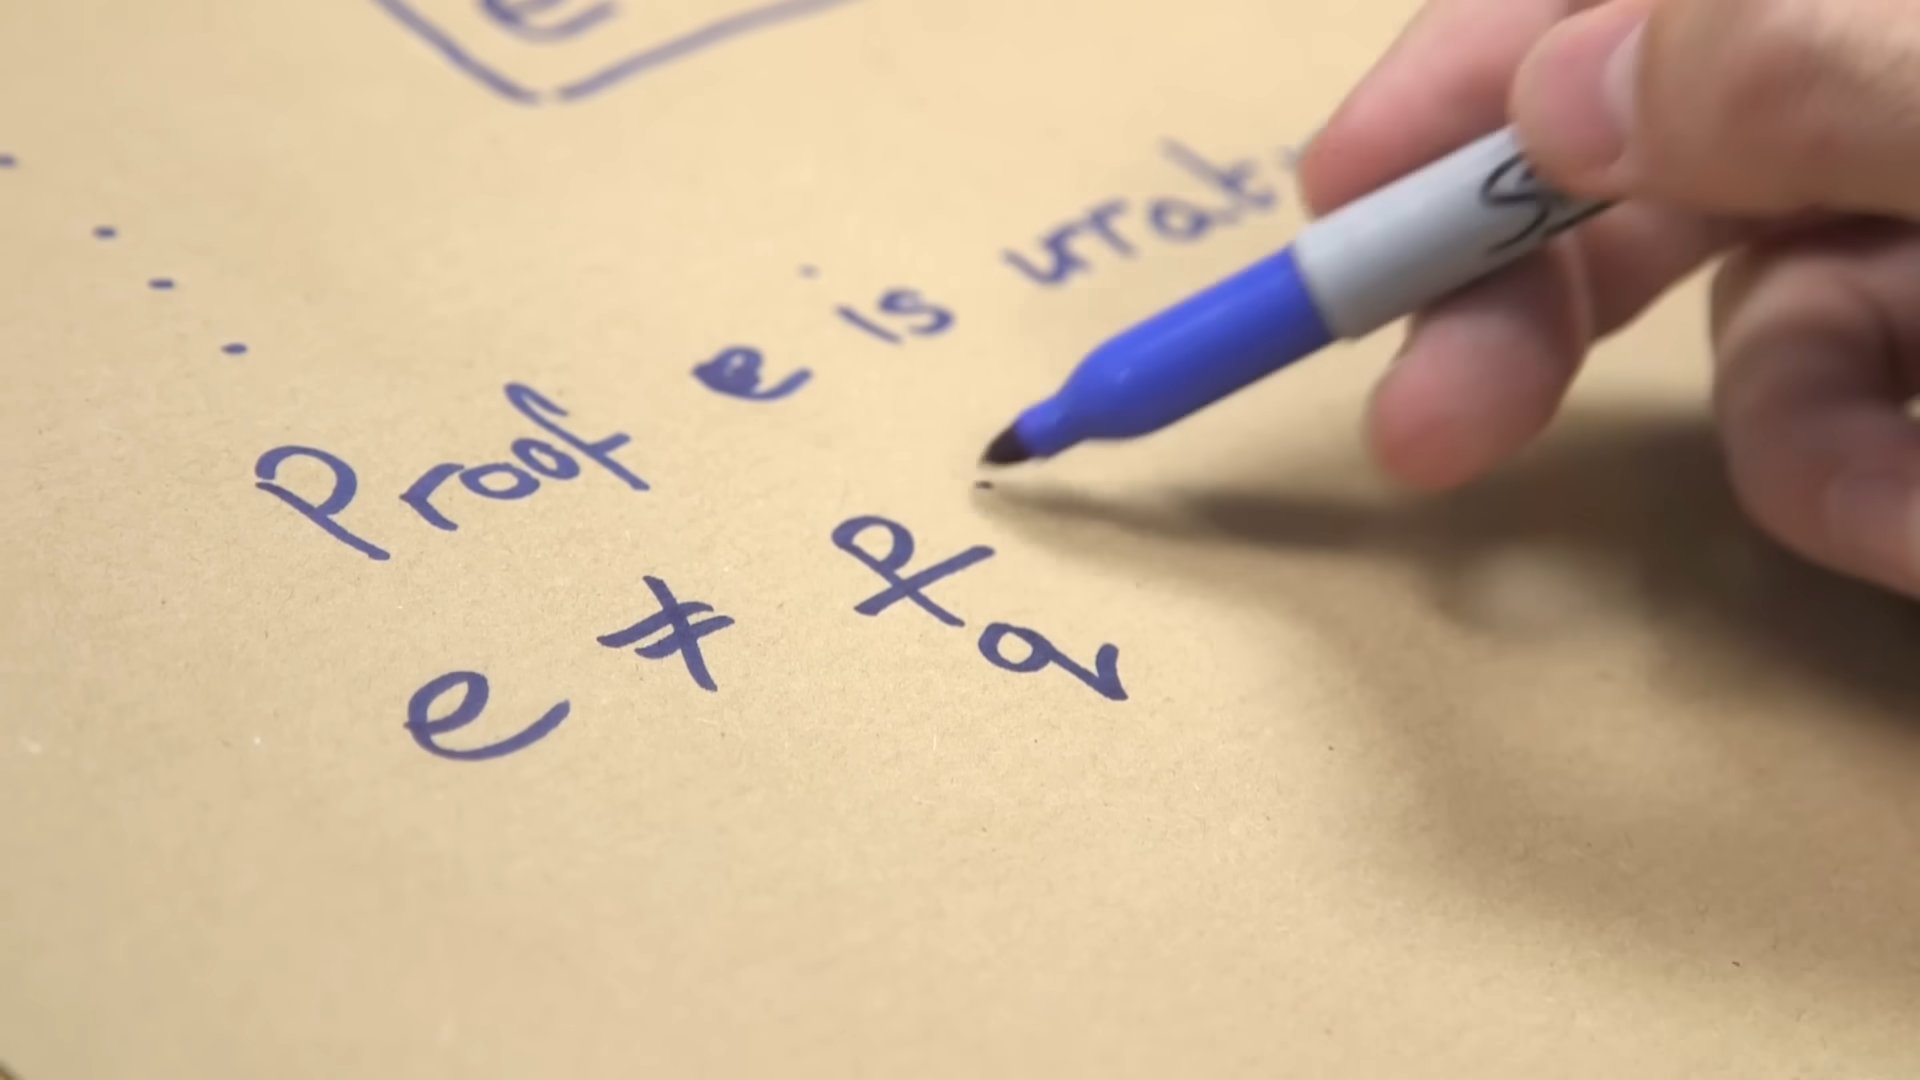 Proof e is irrat
e ≠ P/q